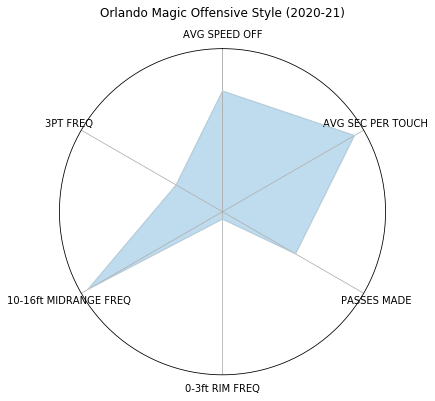 Orlando Magic Offensive Style (2020-21)
AVG SPEED OFF
3PT FREQ
AVG SEC PER TOUCH
10-16ft MIDRANGE FREQ
PASSES MADE
0-3ft RIM FREQ